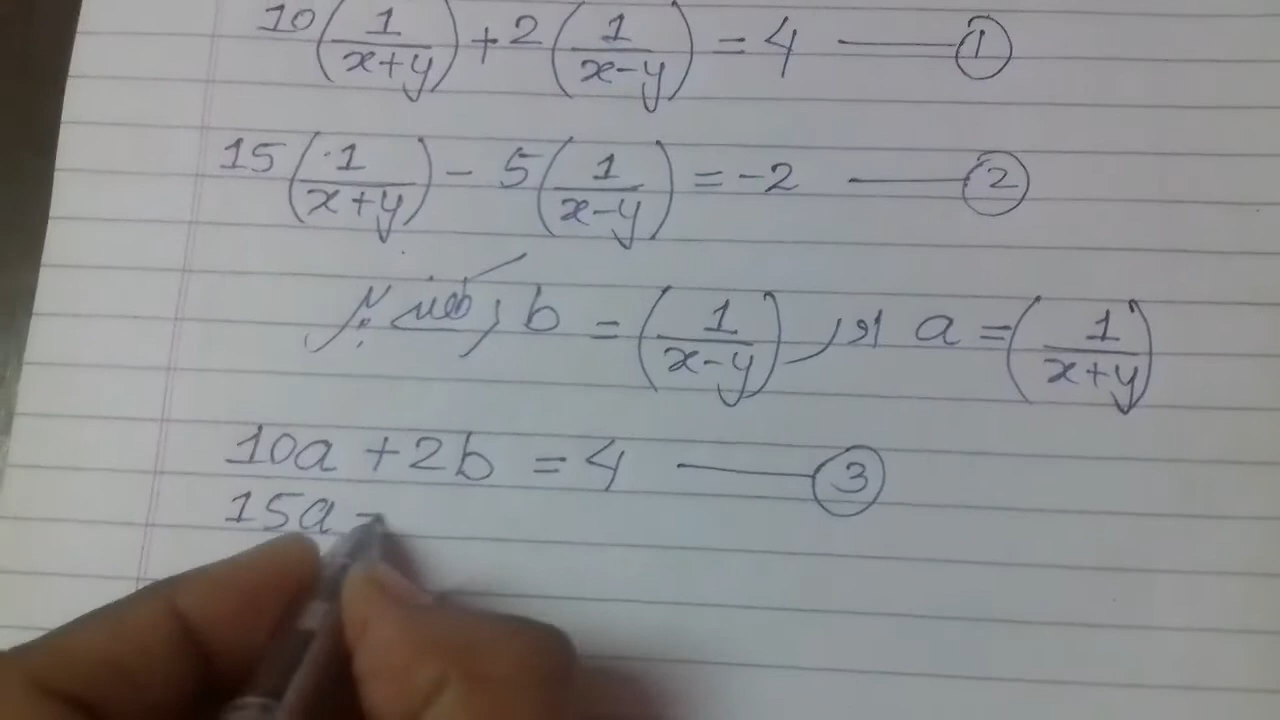 10(1/(x+y)) + 2(1/(x-y)) = 4 —— ①
15(1/(x+y)) - 5(1/(x-y)) = -2 —— ②
a = (1/(x+y)) اور b = (1/(x-y)) رکھنے پر
10a + 2b = 4 —— ③
15a -